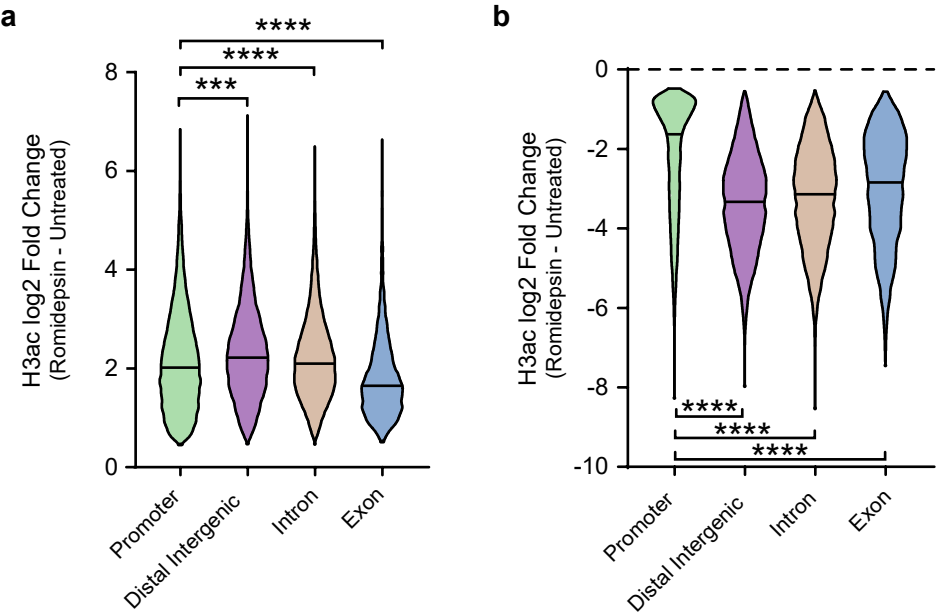 a
****
****
***
8
6
4
2
0
H3ac log2 Fold Change
(Romidepsin - Untreated)
Promoter
Distal Intergenic
Intron
Exon
b
0
-2
-4
-6
-8
-10
H3ac log2 Fold Change
(Romidepsin - Untreated)
****
****
****
Promoter
Distal Intergenic
Intron
Exon